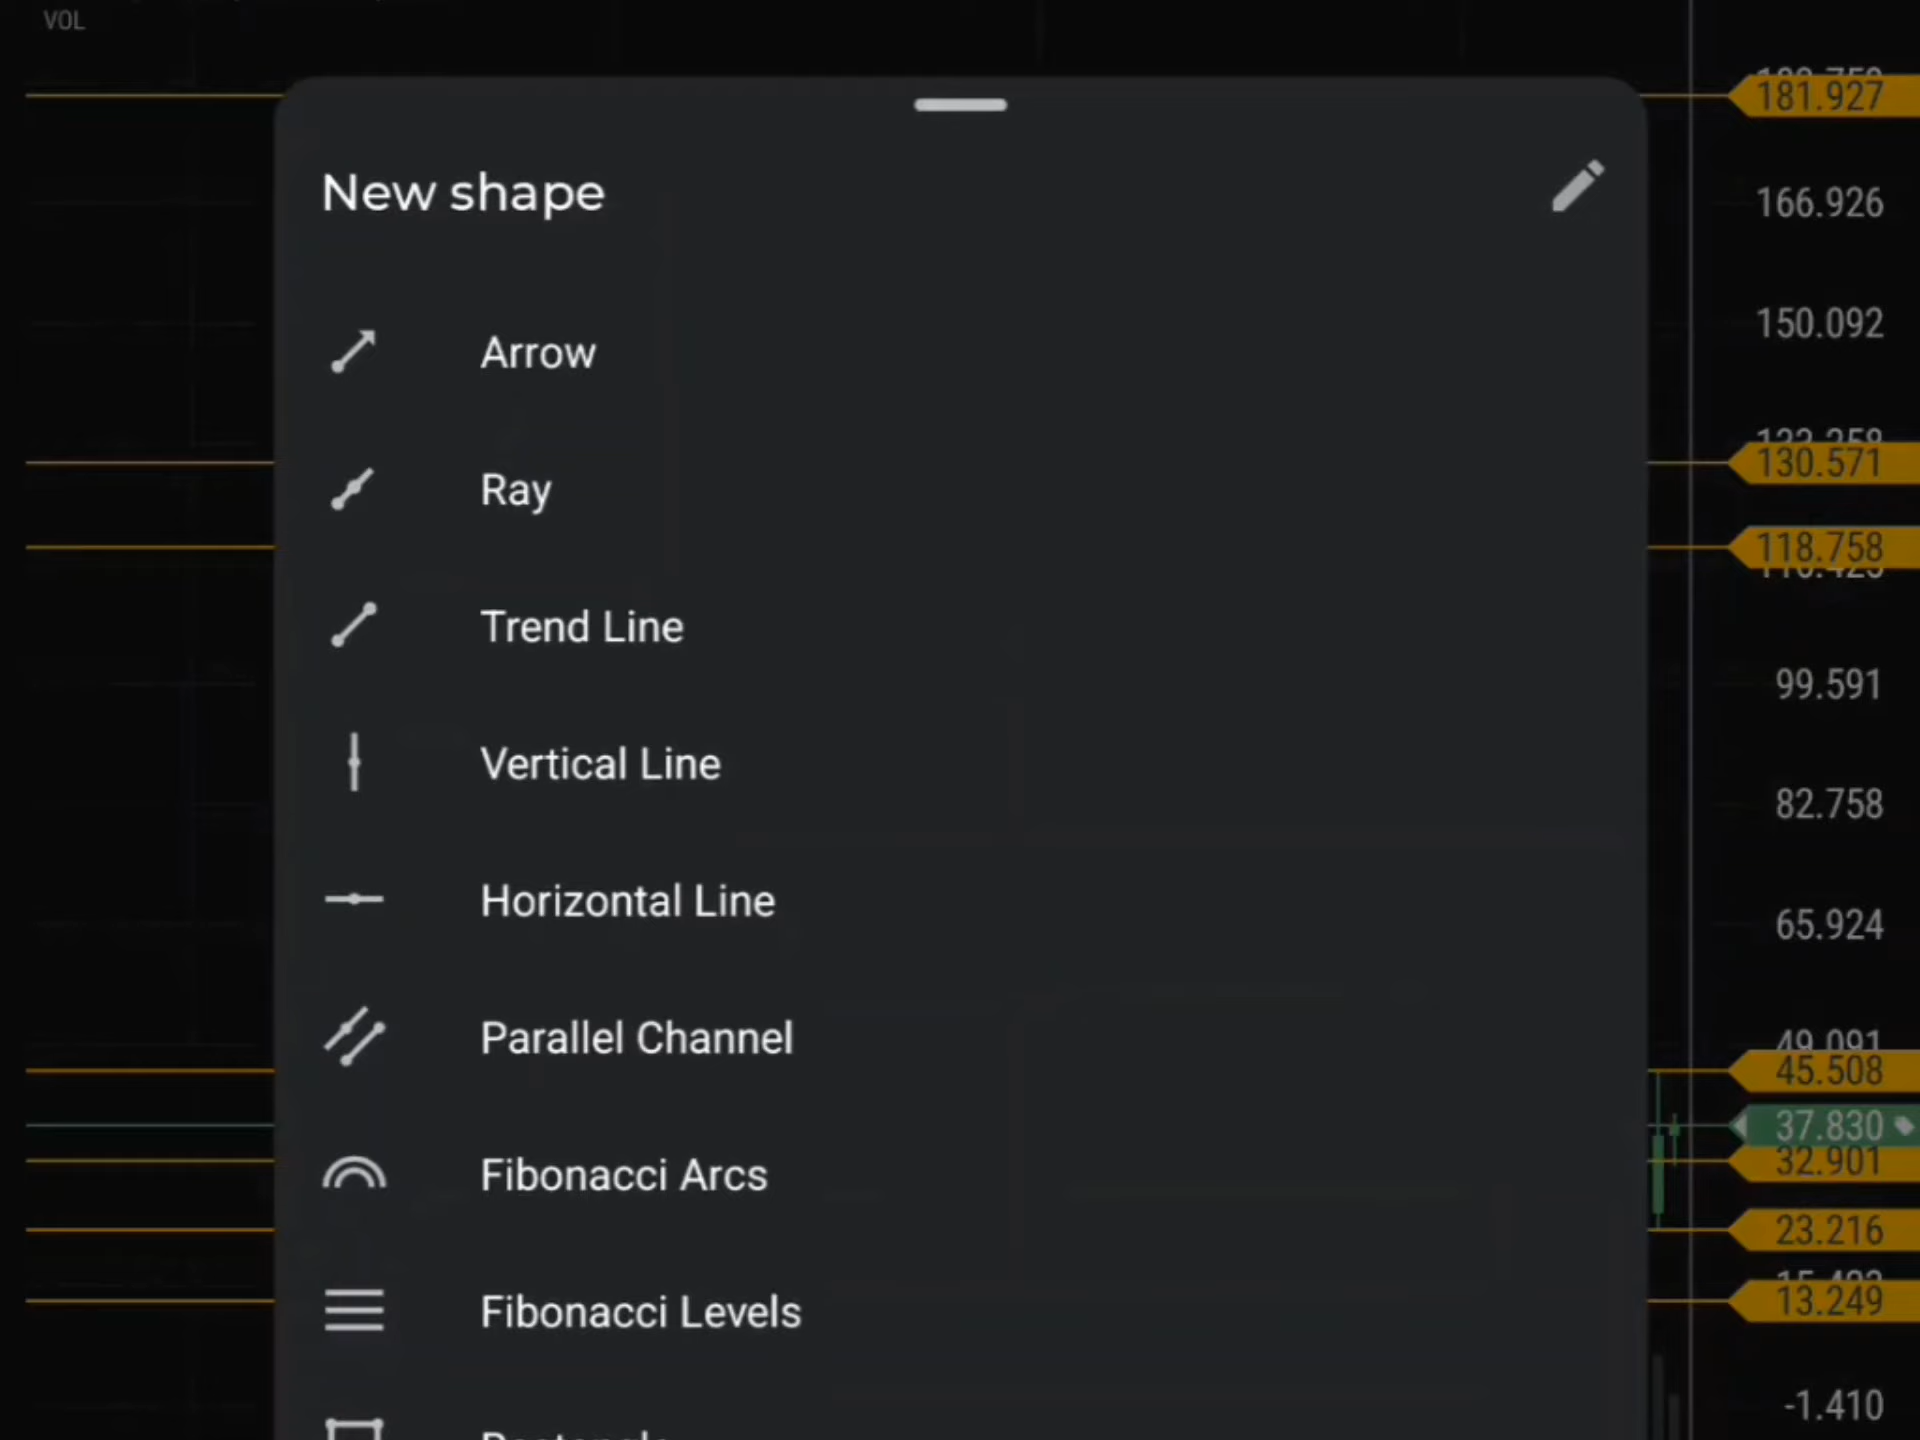 VOL
New shape
Arrow
Ray
Trend Line
Vertical Line
Horizontal Line
Parallel Channel
Fibonacci Arcs
Fibonacci Levels
181.927
166.926
150.092
130.571
118.758
99.591
82.758
65.924
49.091
45.508
37.830
32.901
23.216
13.249
-1.410